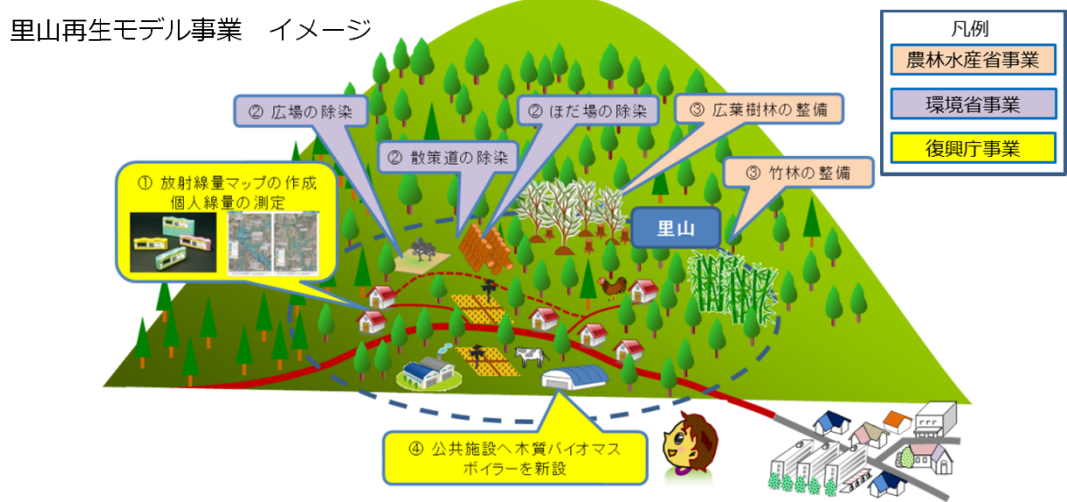 里山再生モデル事業 イメージ
凡例
農林水産省事業
環境省事業
復興庁事業
② 広場の除染
② ほだ場の除染
③ 広葉樹林の整備
② 散策道の除染
③ 竹林の整備
① 放射線量マップの作成
個人線量の測定
里山
④ 公共施設へ木質バイオマス
ボイラーを新設